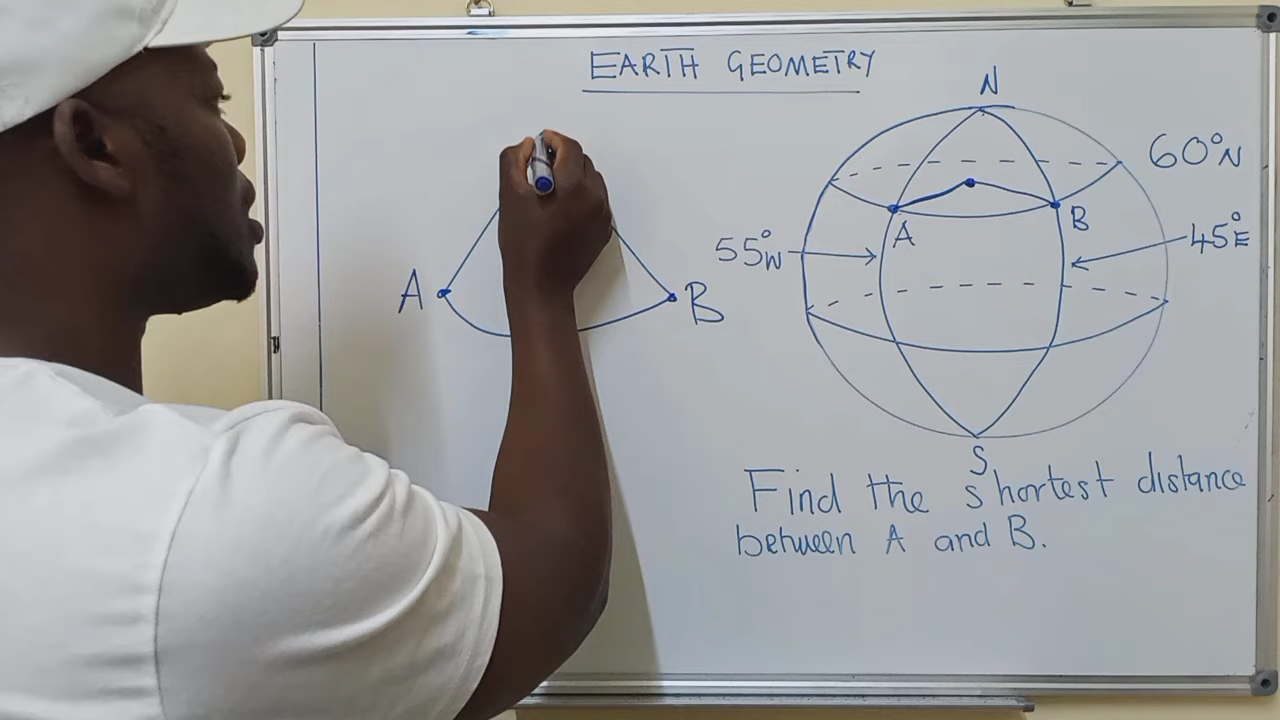 EARTH GEOMETRY
N
60°N
A
B
55°W
45°E
A
B
S
Find the shortest distance
between A and B.